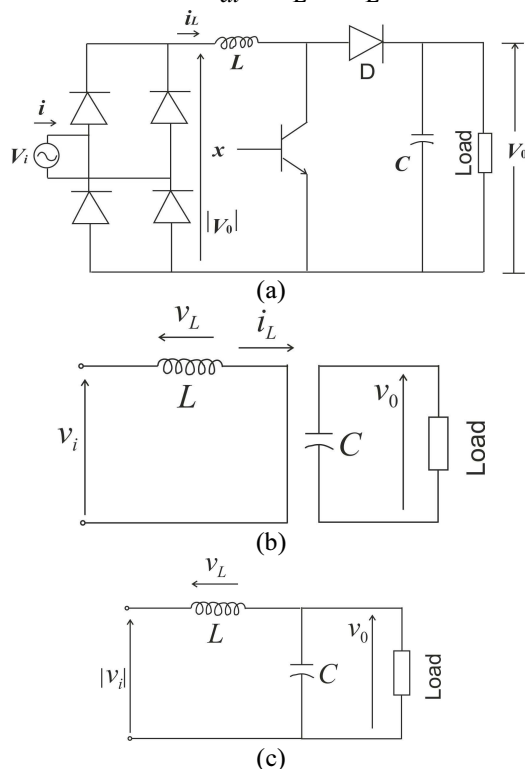 i_L
L
D
i
V_i
x
C
Load
V_0
|V_0|
(a)
v_L
i_L
L
v_i
v_0
C
Load
(b)
v_L
L
v_0
|v_i|
C
Load
(c)